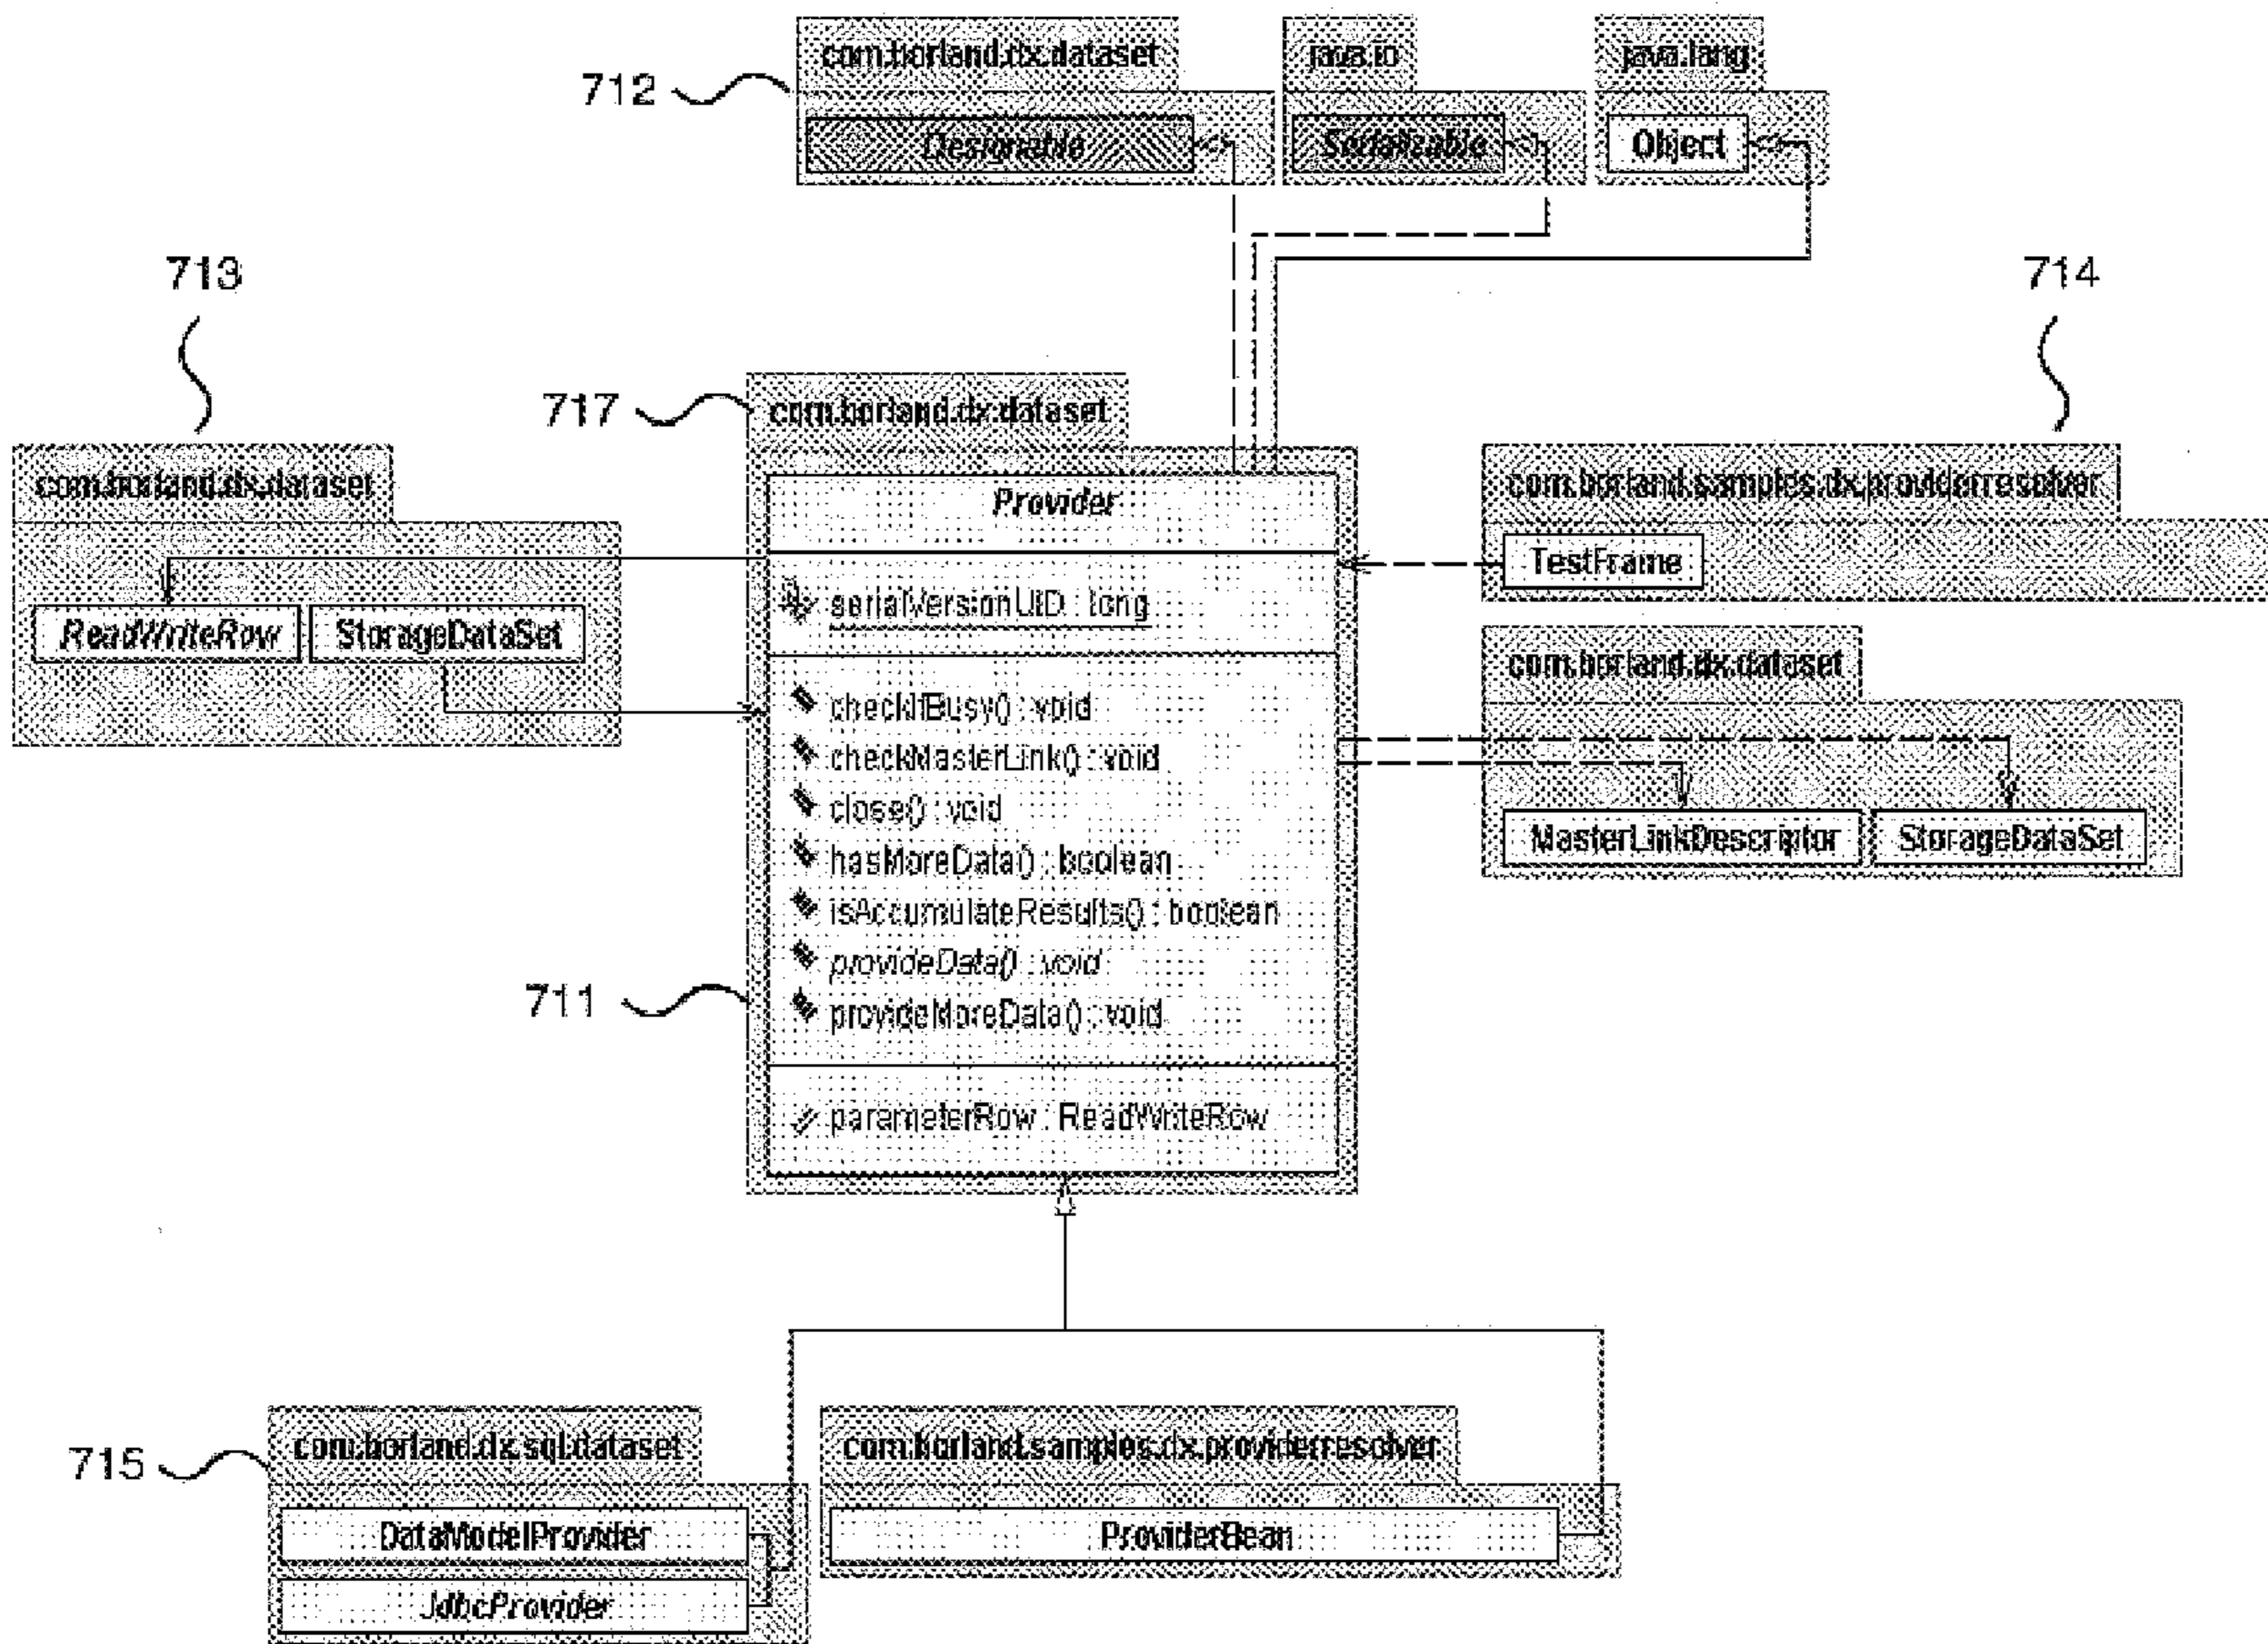 com.borland.dx.dataset
java.io
java.lang
712
Designable
Serializable
Object
713
714
717
com.borland.dx.dataset
com.borland.dx.dataset
Provider
com.borland.samples.dx.providerresolver
TestFrame
serialVersionUID : long
ReadWriteRow
StorageDataSet
com.borland.dx.dataset
checkIfBusy() : void
checkMasterLink() : void
close() : void
MasterLinkDescriptor
StorageDataSet
hasMoreData() : boolean
isAccumulateResults() : boolean
provideData() : void
711
provideMoreData() : void
parameterRow : ReadWriteRow
715
com.borland.dx.sql.dataset
com.borland.samples.dx.providerresolver
DataModelProvider
ProviderBean
JdbcProvider